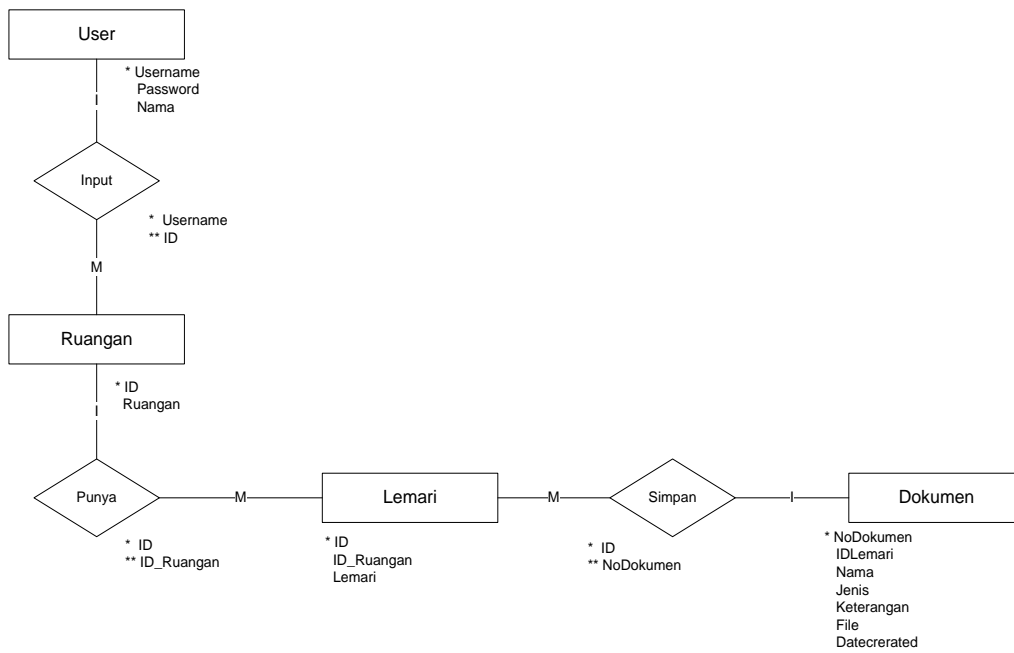 User
* Username
Password
Nama
I
Input
* Username
** ID
M
Ruangan
* ID
Ruangan
I
Punya
* ID
** ID_Ruangan
M
Lemari
* ID
ID_Ruangan
Lemari
M
Simpan
* ID
** NoDokumen
I
Dokumen
* NoDokumen
IDLemari
Nama
Jenis
Keterangan
File
Datecrerated